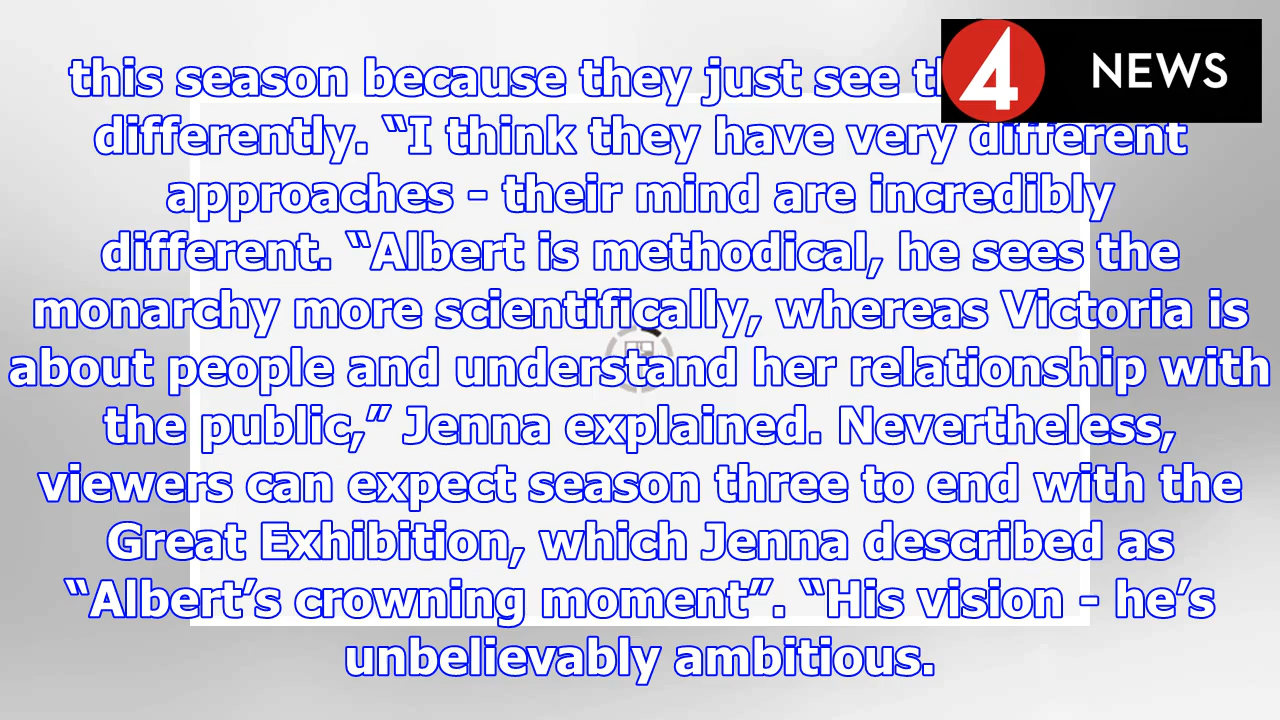 this season because they just see
differently. “I think they have very different
approaches - their mind are incredibly
different. “Albert is methodical, he sees the
monarchy more scientifically, whereas Victoria is
about people and understand her relationship with
the public,” Jenna explained. Nevertheless,
viewers can expect season three to end with the
Great Exhibition, which Jenna described as
“Albert’s crowning moment”. “His vision - he’s
unbelievably ambitious.
4 NEWS